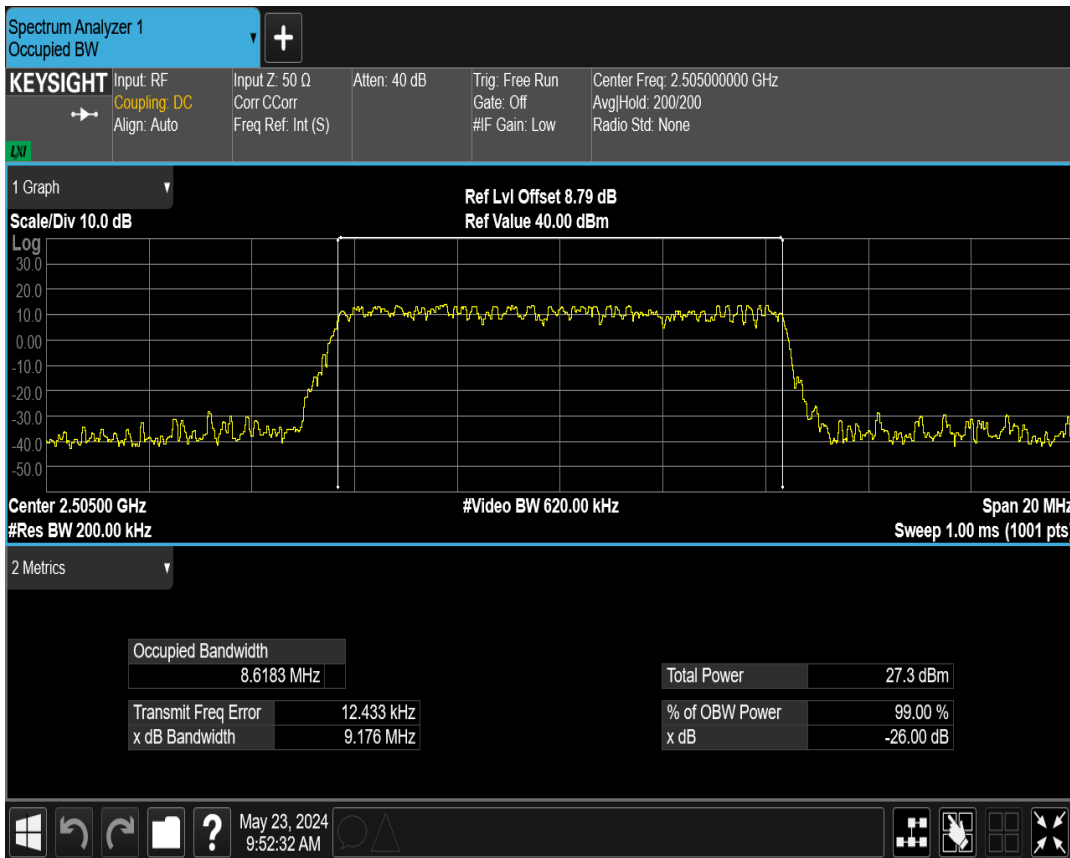 Spectrum Analyzer 1
Occupied BW
KEYSIGHT
LXI
Input: RF
Coupling: DC
Align: Auto
Input Z: 50 Ω
Corr CCorr
Freq Ref: Int (S)
Atten: 40 dB
Trig: Free Run
Gate: Off
#IF Gain: Low
Center Freq: 2.505000000 GHz
Avg|Hold: 200/200
Radio Std: None
1 Graph
Scale/Div 10.0 dB
Ref Lvl Offset 8.79 dB
Ref Value 40.00 dBm
Log
30.0
20.0
10.0
0.00
-10.0
-20.0
-30.0
-40.0
-50.0
Center 2.50500 GHz
#Video BW 620.00 kHz
Span 20 MHz
#Res BW 200.00 kHz
Sweep 1.00 ms (1001 pts)
2 Metrics
Occupied Bandwidth
8.6183 MHz
Total Power 27.3 dBm
Transmit Freq Error 12.433 kHz
% of OBW Power 99.00 %
x dB Bandwidth 9.176 MHz
x dB -26.00 dB
?
May 23, 2024
9:52:32 AM